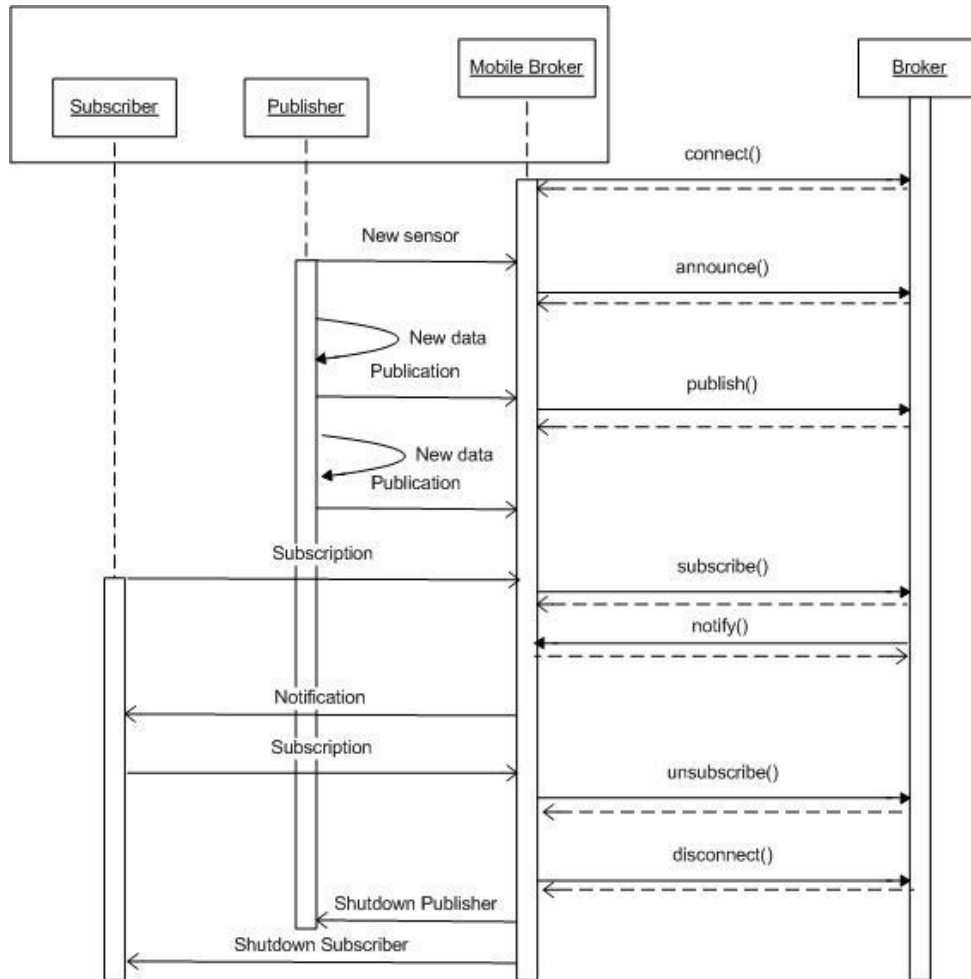 Mobile Broker
Broker
Subscriber
Publisher
connect()
New sensor
announce()
New data
Publication
publish()
New data
Publication
Subscription
subscribe()
notify()
Notification
Subscription
unsubscribe()
disconnect()
Shutdown Publisher
Shutdown Subscriber